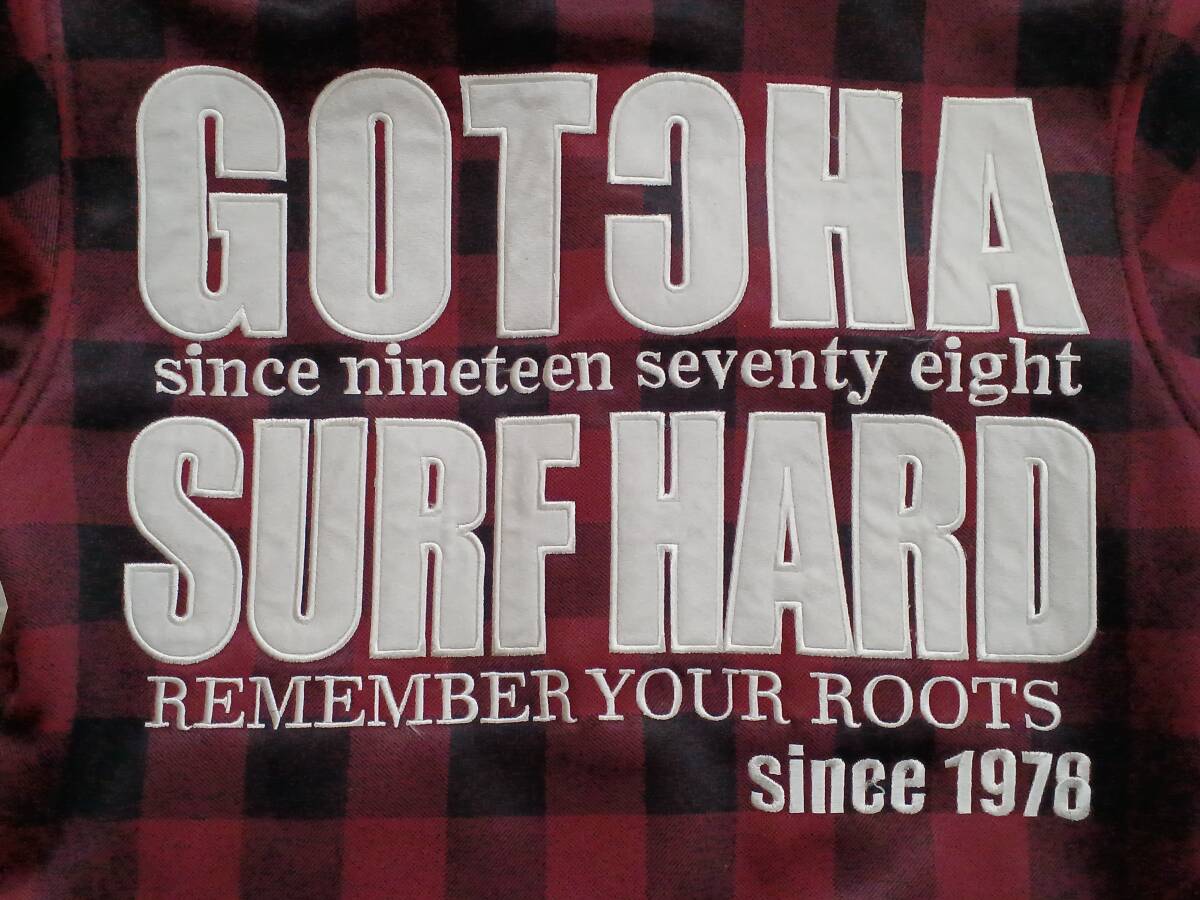 GOTCHA
since nineteen seventy eight
SURF HARD
REMEMBER YOUR ROOTS
since 1978